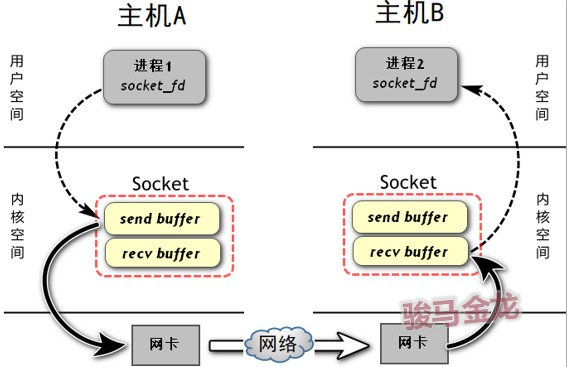 主机A
主机B
用户空间
进程1
socket_fd
进程2
socket_fd
用户空间
内核空间
Socket
send buffer
recv buffer
Socket
send buffer
recv buffer
内核空间
骏马金龙
网卡
网络
网卡